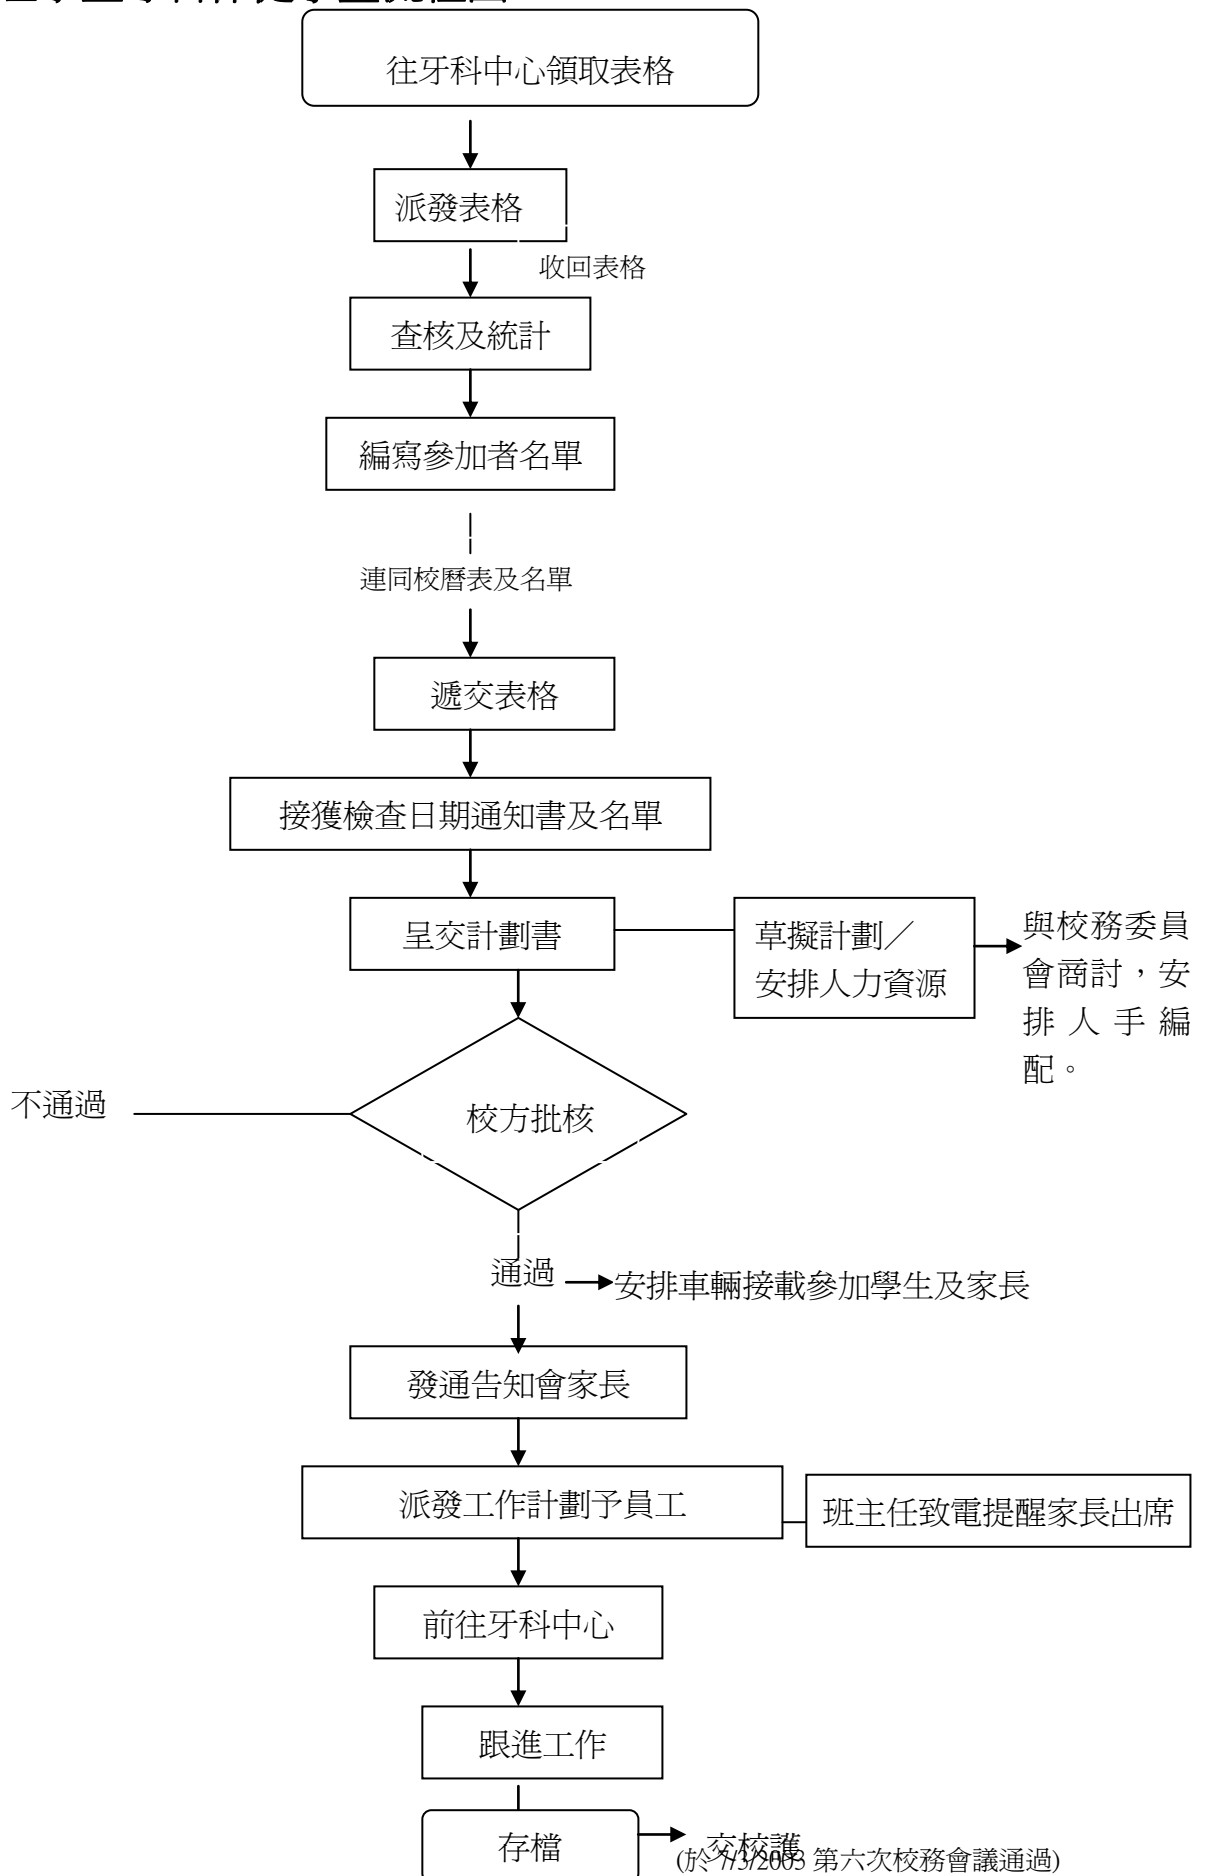 往牙科中心領取表格
派發表格
收回表格
查核及統計
編寫參加者名單
連同校曆表及名單
遞交表格
接獲檢查日期通知書及名單
呈交計劃書
草擬計劃／
安排人力資源
與校務委員
會商討，安
排人手編
配。
不通過
校方批核
通過
安排車輛接載參加學生及家長
發通告知會家長
派發工作計劃予員工
班主任致電提醒家長出席
前往牙科中心
跟進工作
存檔
交校護
(於 7/3/2003 第六次校務會議通過)